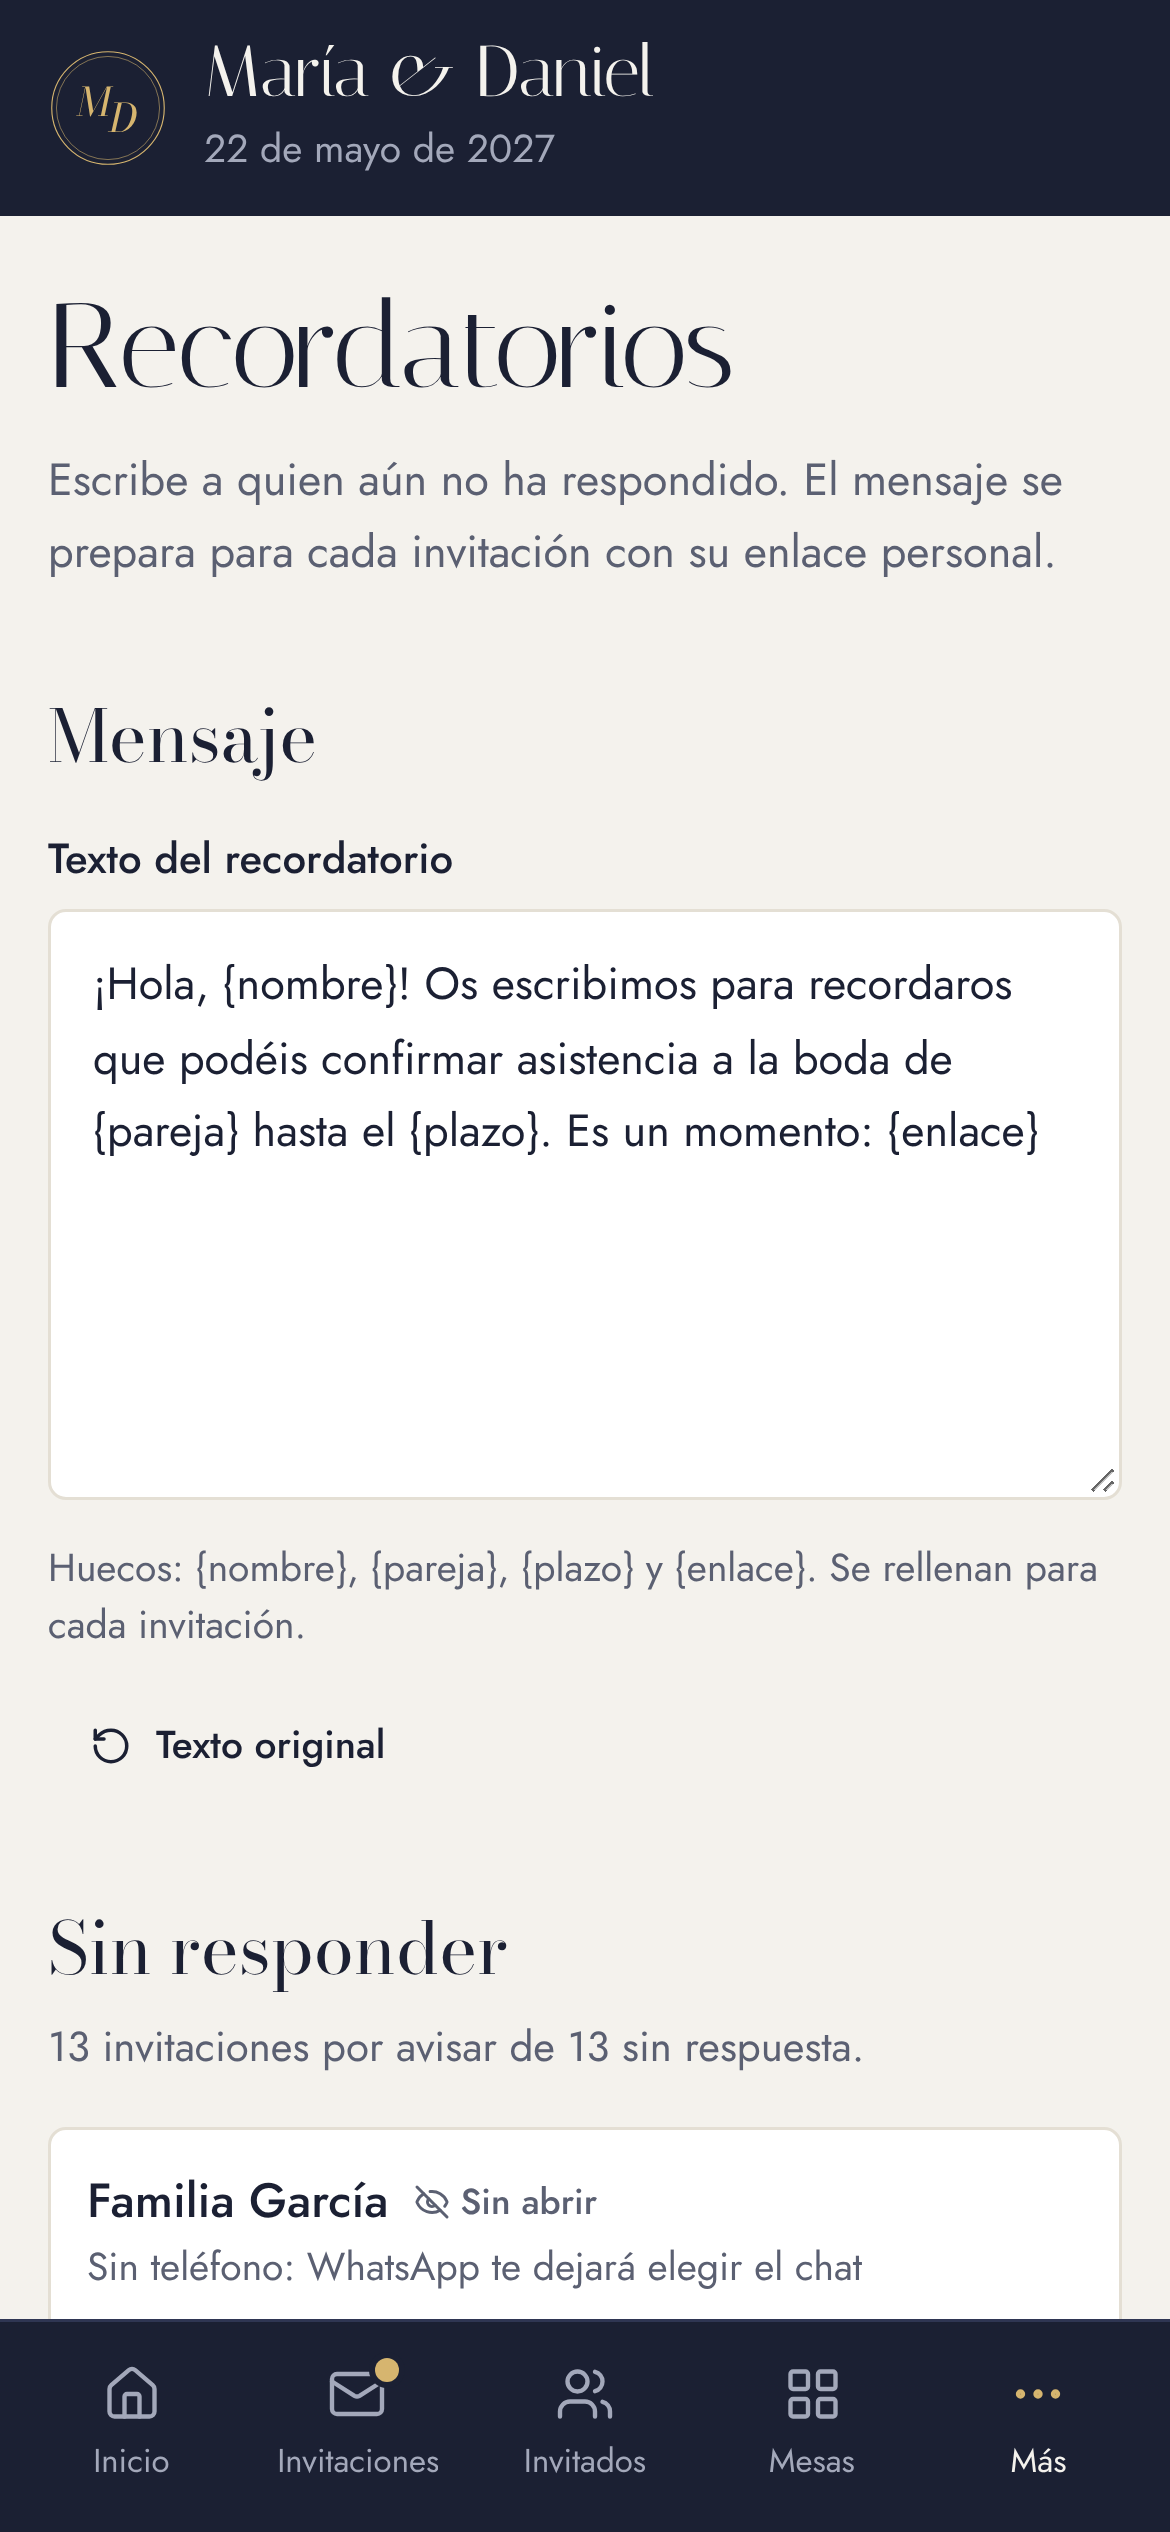 MD
María & Daniel
22 de mayo de 2027
Recordatorios
Escribe a quien aún no ha respondido. El mensaje se
prepara para cada invitación con su enlace personal.
Mensaje
Texto del recordatorio
¡Hola, {nombre}! Os escribimos para recordaros
que podéis confirmar asistencia a la boda de
{pareja} hasta el {plazo}. Es un momento: {enlace}
Huecos: {nombre}, {pareja}, {plazo} y {enlace}. Se rellenan para
cada invitación.
Texto original
Sin responder
13 invitaciones por avisar de 13 sin respuesta.
Familia García Sin abrir
Sin teléfono: WhatsApp te dejará elegir el chat
Inicio Invitaciones Invitados Mesas Más